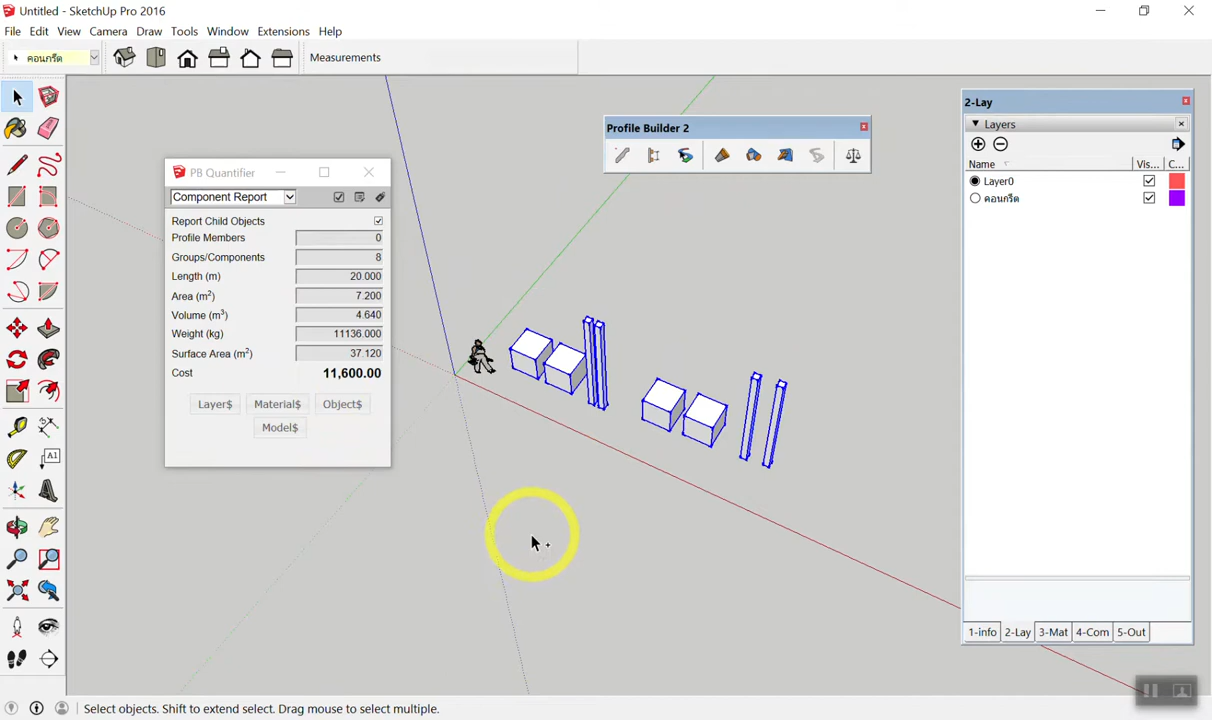 Untitled - SketchUp Pro 2016
File Edit View Camera Draw Tools Window Extensions Help
คอนกรีต
Measurements
Profile Builder 2
PB Quantifier
Component Report
Report Child Objects
Profile Members 0
Groups/Components 8
Length (m) 20.000
Area (m²) 7.200
Volume (m³) 4.640
Weight (kg) 11136.000
Surface Area (m²) 37.120
Cost 11,600.00
Layer$ Material$ Object$
Model$
2-Lay
Layers
Name Vis... C...
Layer0
คอนกรีต
1-info 2-Lay 3-Mat 4-Com 5-Out
A1
Select objects. Shift to extend select. Drag mouse to select multiple.